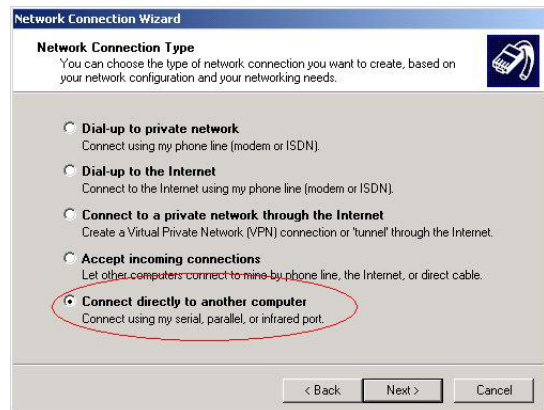 Network Connection Wizard
Network Connection Type
You can choose the type of network connection you want to create, based on
your network configuration and your networking needs.
Dial-up to private network
Connect using my phone line (modem or ISDN).
Dial-up to the Internet
Connect to the Internet using my phone line (modem or ISDN).
Connect to a private network through the Internet
Create a Virtual Private Network (VPN) connection or 'tunnel' through the Internet.
Accept incoming connections
Let other computers connect to mine by phone line, the Internet, or direct cable.
Connect directly to another computer
Connect using my serial, parallel, or infrared port.
< Back Next > Cancel